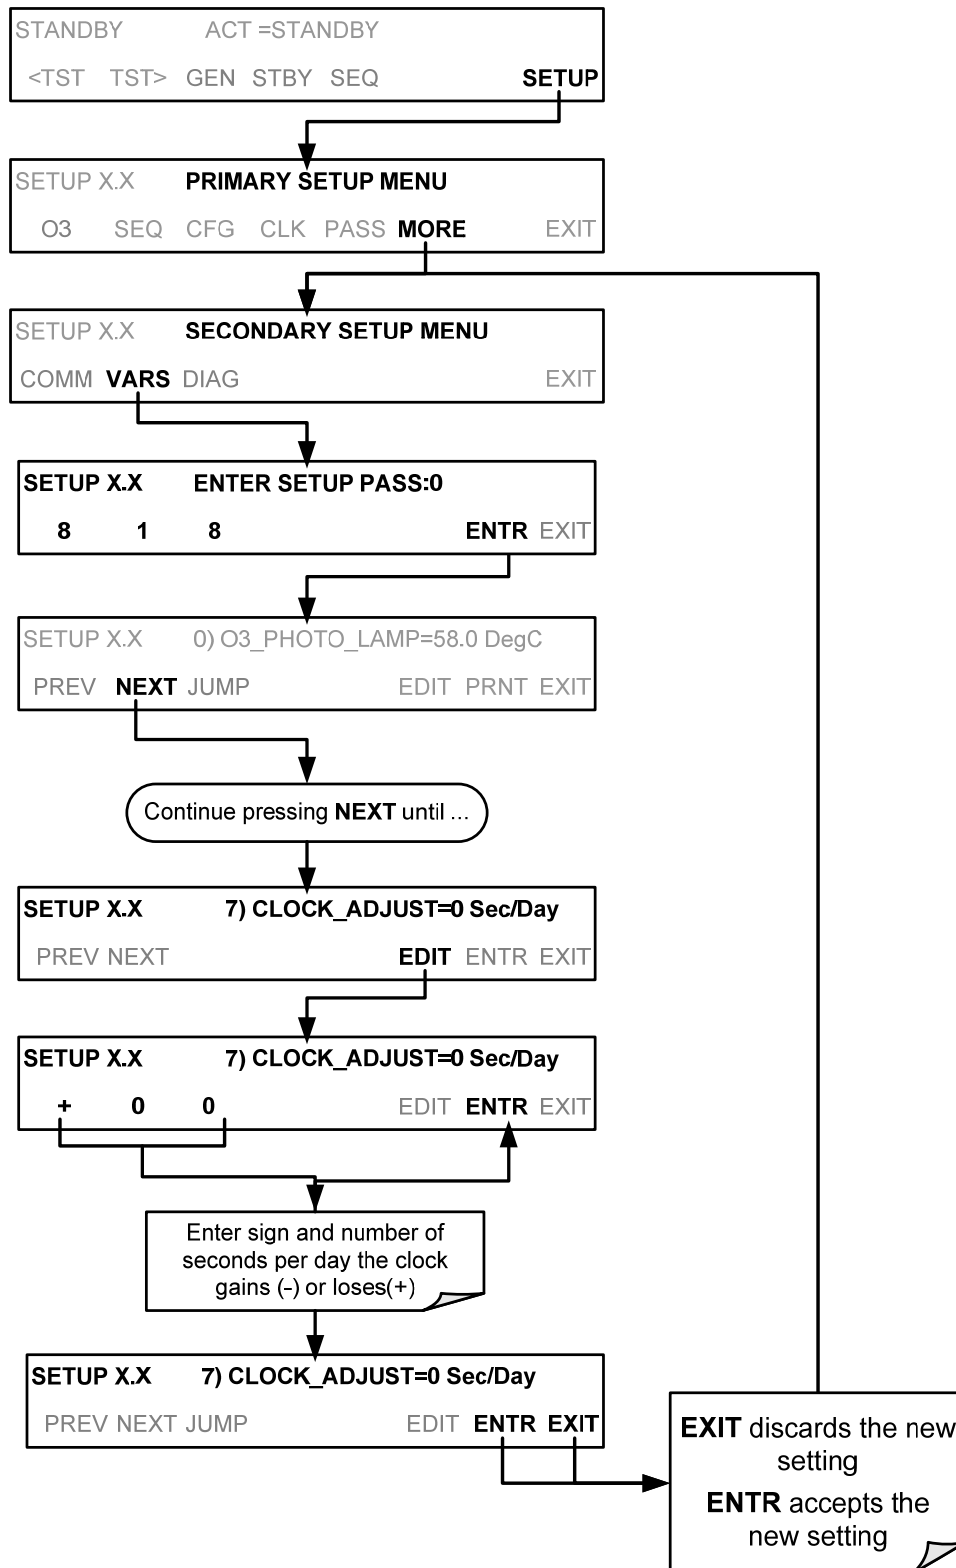 STANDBY ACT =STANDBY
<TST TST> GEN STBY SEQ SETUP
SETUP X.X PRIMARY SETUP MENU
O3 SEQ CFG CLK PASS MORE EXIT
SETUP X.X SECONDARY SETUP MENU
COMM VARS DIAG EXIT
SETUP X.X ENTER SETUP PASS:0
8 1 8 ENTR EXIT
SETUP X.X 0) O3_PHOTO_LAMP=58.0 DegC
PREV NEXT JUMP EDIT PRNT EXIT
Continue pressing NEXT until ...
SETUP X.X 7) CLOCK_ADJUST=0 Sec/Day
PREV NEXT EDIT ENTR EXIT
SETUP X.X 7) CLOCK_ADJUST=0 Sec/Day
+ 0 0 EDIT ENTR EXIT
Enter sign and number of
seconds per day the clock
gains (-) or loses(+)
SETUP X.X 7) CLOCK_ADJUST=0 Sec/Day
PREV NEXT JUMP EDIT ENTR EXIT
EXIT discards the new
setting
ENTR accepts the
new setting